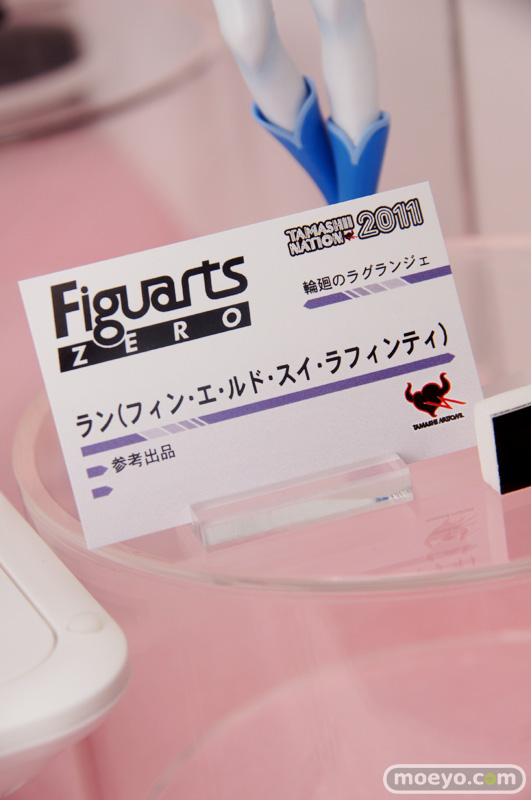 TAMASHII NATION 2011
Figuarts
ZERO
輪廻のラグランジェ
ラン(フィン・エ・ルド・スイ・ラフィンティ)
参考出品
TAMASHII NATIONS
moeyo.com